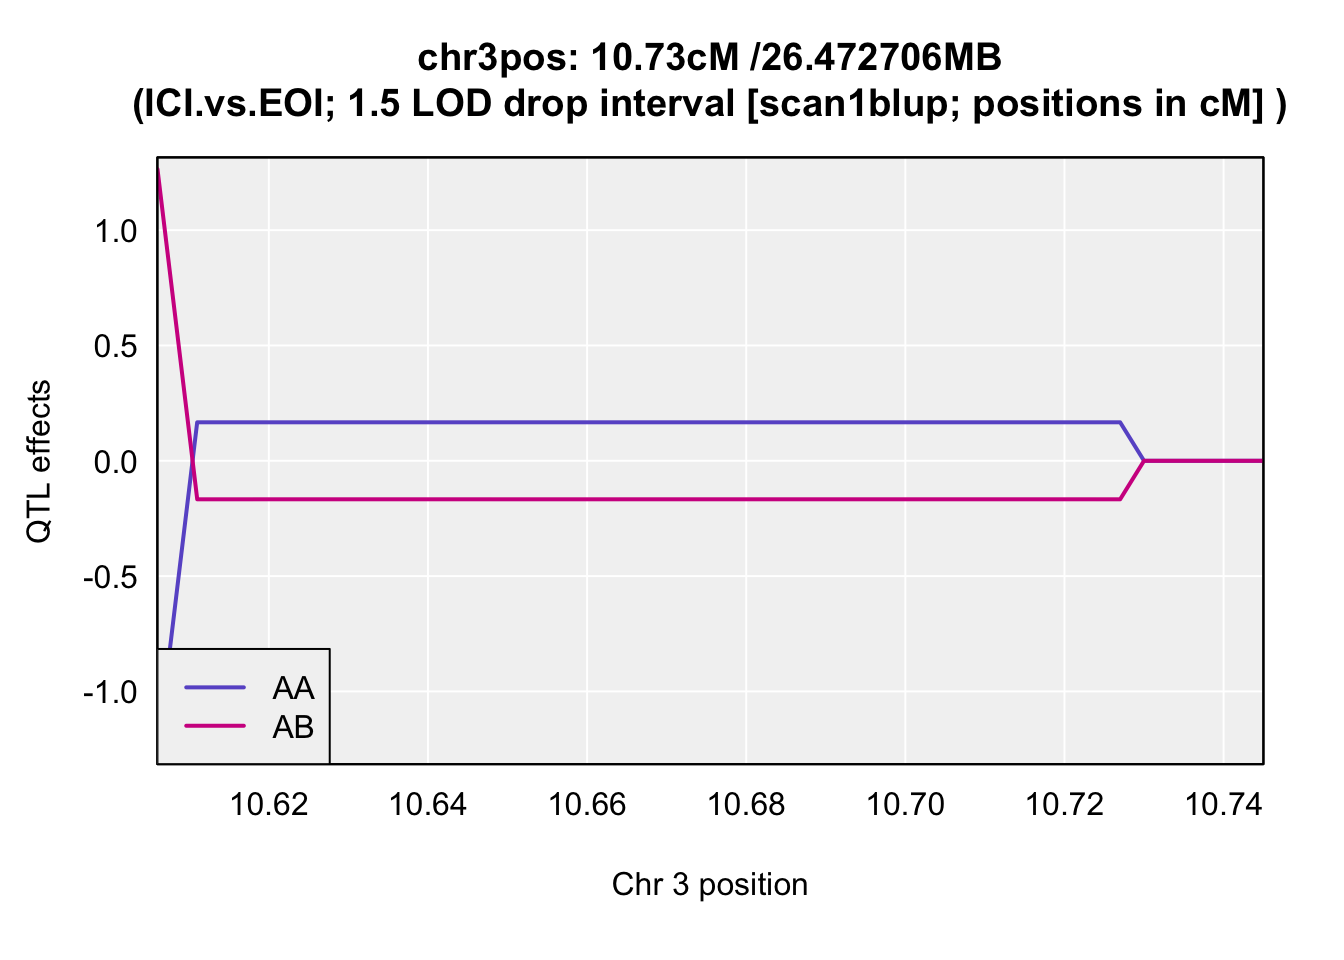 chr3pos: 10.73cM /26.472706MB
(ICI.vs.EOI; 1.5 LOD drop interval [scan1blup; positions in cM] )
QTL effects
1.0
0.5
0.0
-0.5
-1.0
AA
AB
10.62 10.64 10.66 10.68 10.70 10.72 10.74
Chr 3 position